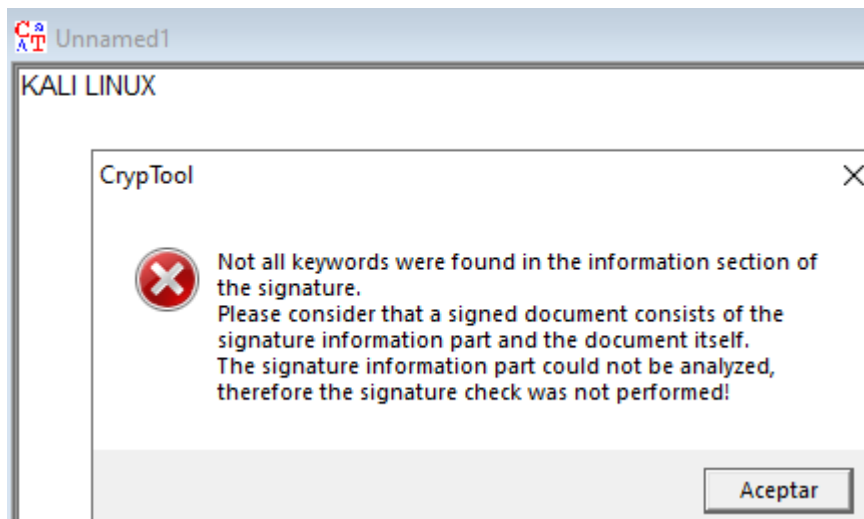 Unnamed1
KALI LINUX
CrypTool
Not all keywords were found in the information section of
the signature.
Please consider that a signed document consists of the
signature information part and the document itself.
The signature information part could not be analyzed,
therefore the signature check was not performed!
Aceptar